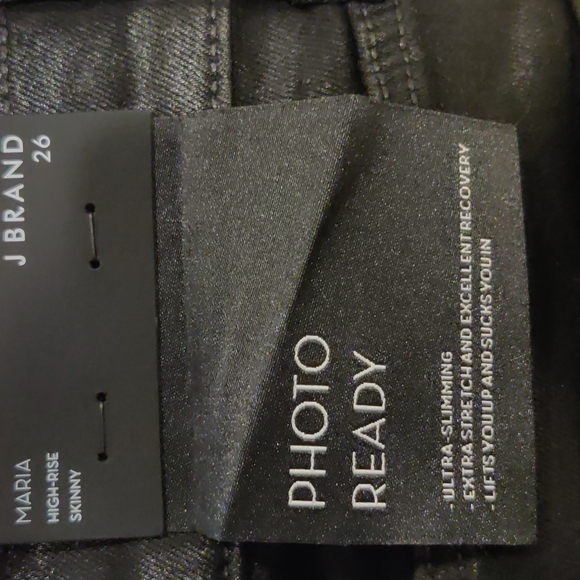 J BRAND
26
MARIA
HIGH-RISE
SKINNY
PHOTO
READY
- ULTRA-SLIMMING
- EXTRA STRETCH AND EXCELLENT RECOVERY
- LIFTS YOU UP AND SUCKS YOU IN